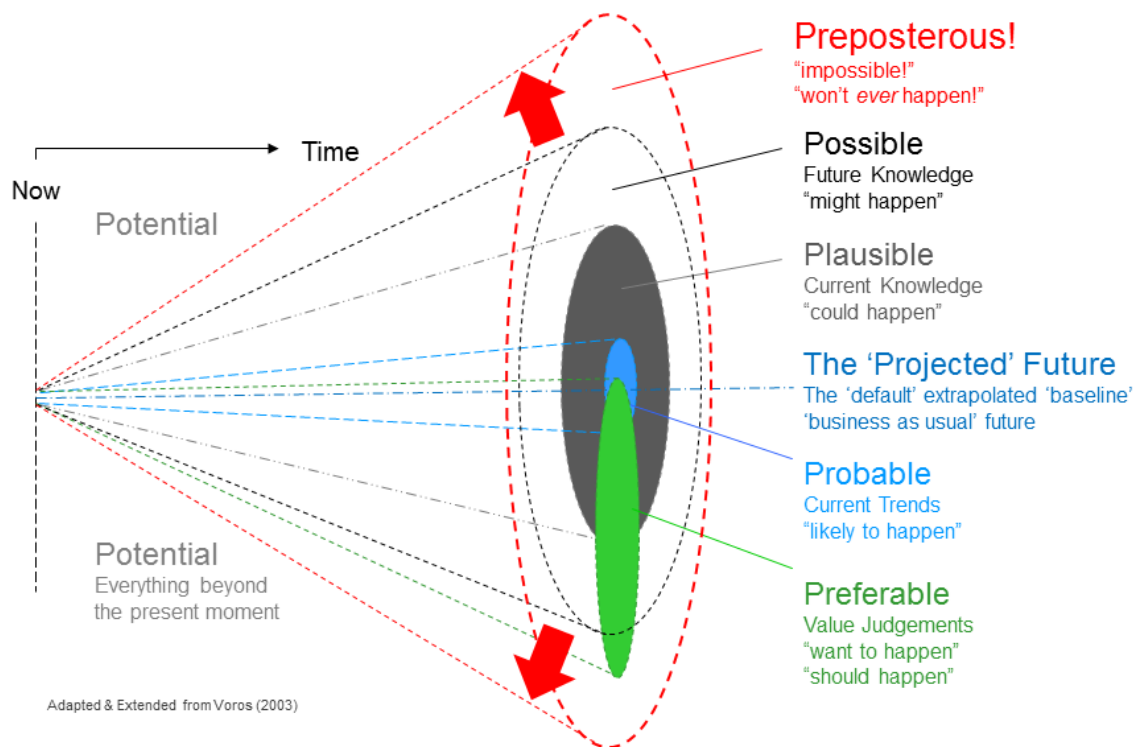 Preposterous!
“impossible!”
“won’t ever happen!”
Time
Now
Potential
Possible
Future Knowledge
“might happen”
Plausible
Current Knowledge
“could happen”
The ‘Projected’ Future
The ‘default’ extrapolated ‘baseline’
‘business as usual’ future
Probable
Current Trends
“likely to happen”
Potential
Everything beyond
the present moment
Preferable
Value Judgements
“want to happen”
“should happen”
Adapted & Extended from Voros (2003)